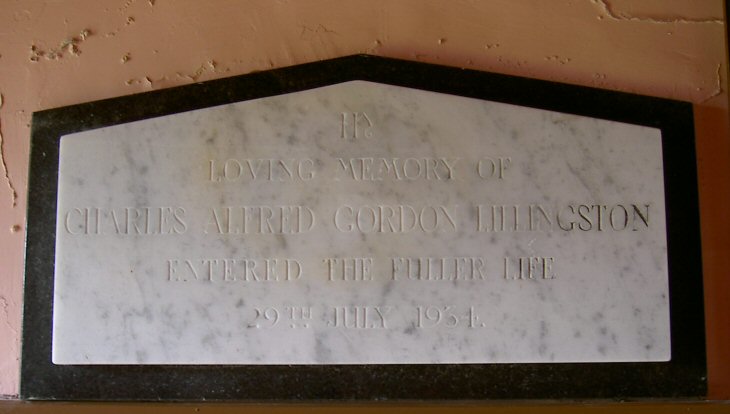 IN
LOVING MEMORY OF
CHARLES ALFRED GORDON LILLINGSTON
ENTERED THE FULLER LIFE
29TH JULY 1934.